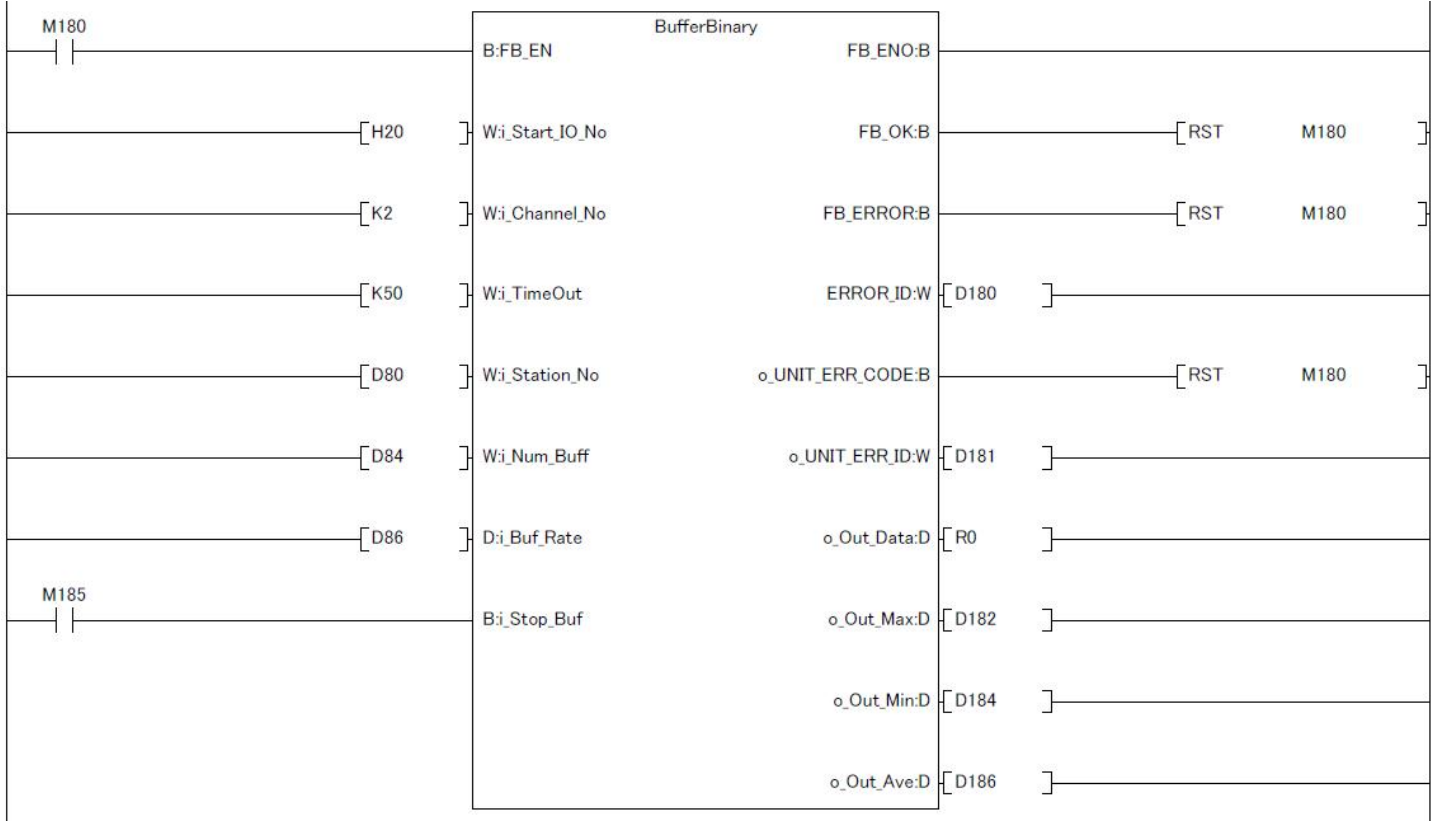 M180
BufferBinary
B:FB_EN FB_ENO:B
H20 W:i_Start_IO_No FB_OK:B RST M180
K2 W:i_Channel_No FB_ERROR:B RST M180
K50 W:i_TimeOut ERROR_ID:W D180
D80 W:i_Station_No o_UNIT_ERR_CODE:B RST M180
D84 W:i_Num_Buff o_UNIT_ERR_ID:W D181
D86 D:i_Buf_Rate o_Out_Data:D R0
M185
B:i_Stop_Buf o_Out_Max:D D182
o_Out_Min:D D184
o_Out_Ave:D D186